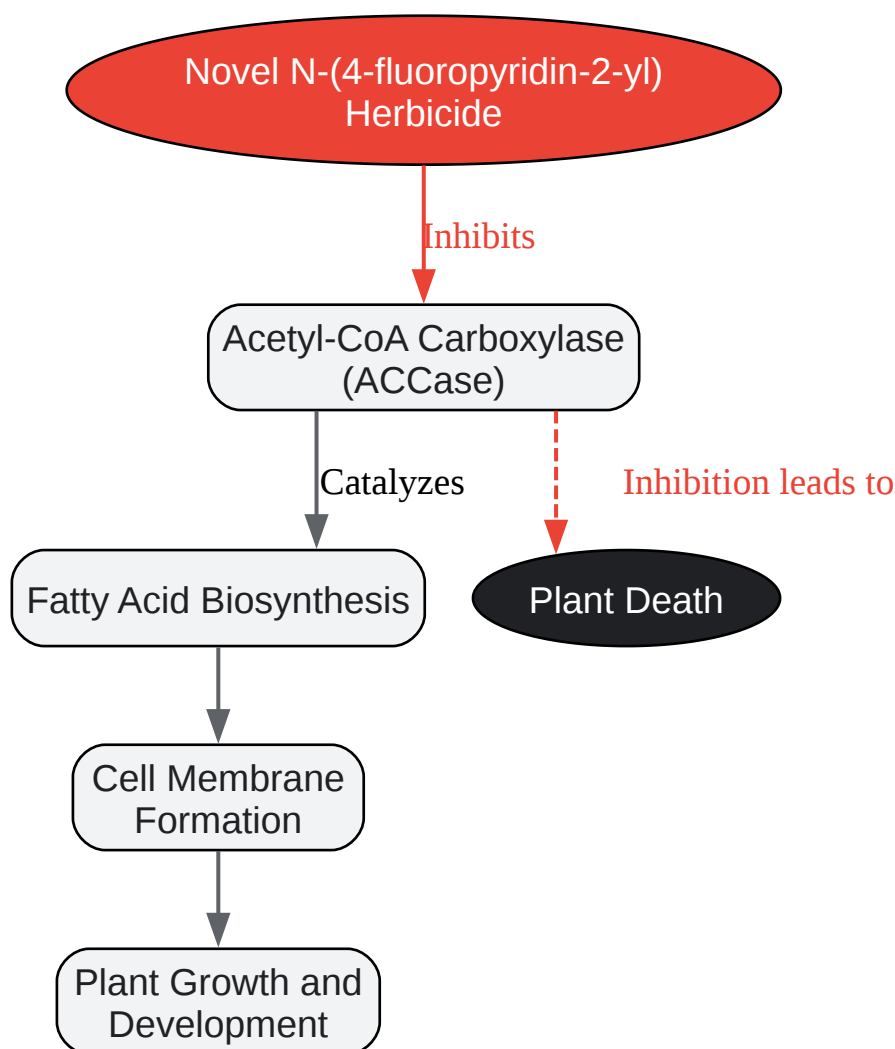 Novel N-(4-fluoropyridin-2-yl)
Herbicide
Inhibits
Acetyl-CoA Carboxylase
(ACCase)
Catalyzes
Inhibition leads to
Fatty Acid Biosynthesis
Plant Death
Cell Membrane
Formation
Plant Growth and
Development